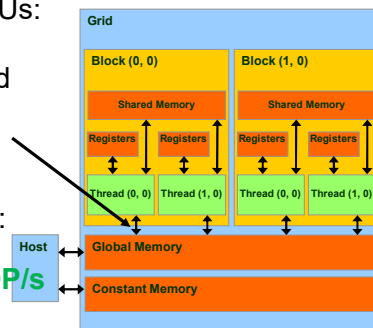 Us:
Grid
Block (0, 0)
Block (1, 0)
Shared Memory
Shared Memory
Registers
Registers
Registers
Registers
Thread (0, 0)
Thread (1, 0)
Thread (0, 0)
Thread (1, 0)
d
:
Host
Global Memory
P/s
Constant Memory